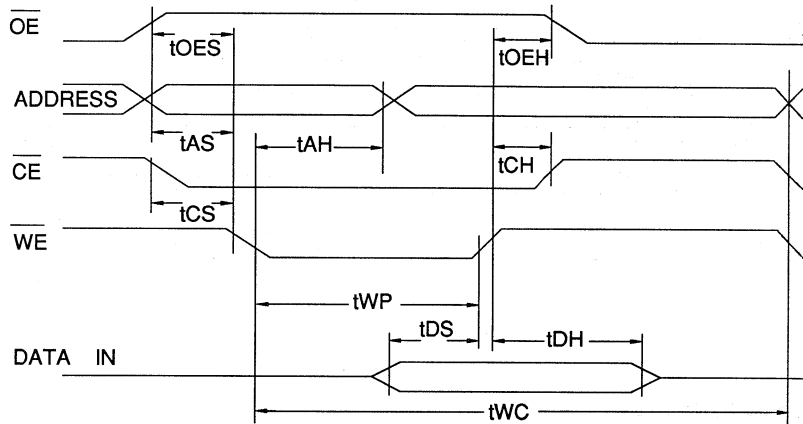 OE
tOES
tOEH
ADDRESS
tAS
tAH
tCH
CE
tCS
WE
tWP
tDS
tDH
DATA IN
tWC